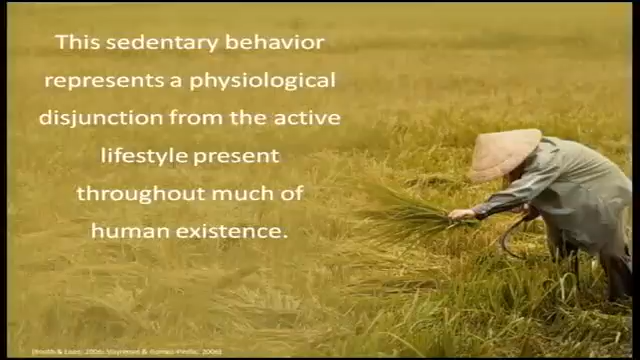 This sedentary behavior
represents a physiological
disjunction from the active
lifestyle present
throughout much of
human existence.